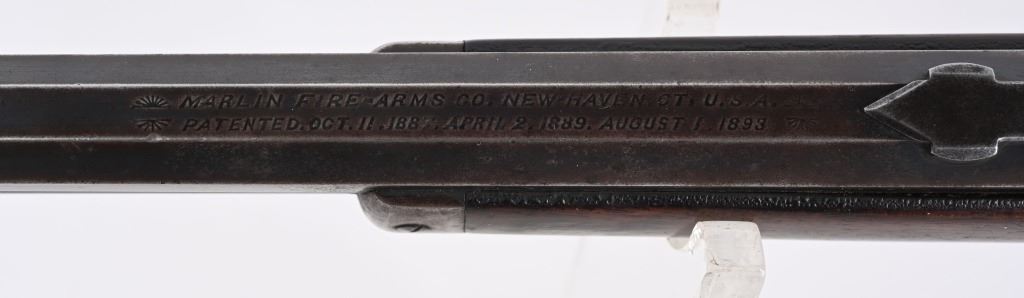 MARLIN FIRE-ARMS CO. NEW-HAVEN. CT. U.S.A.
PATENTED. OCT. 11. 1887. APRIL 2. 1889. AUGUST 1. 1893